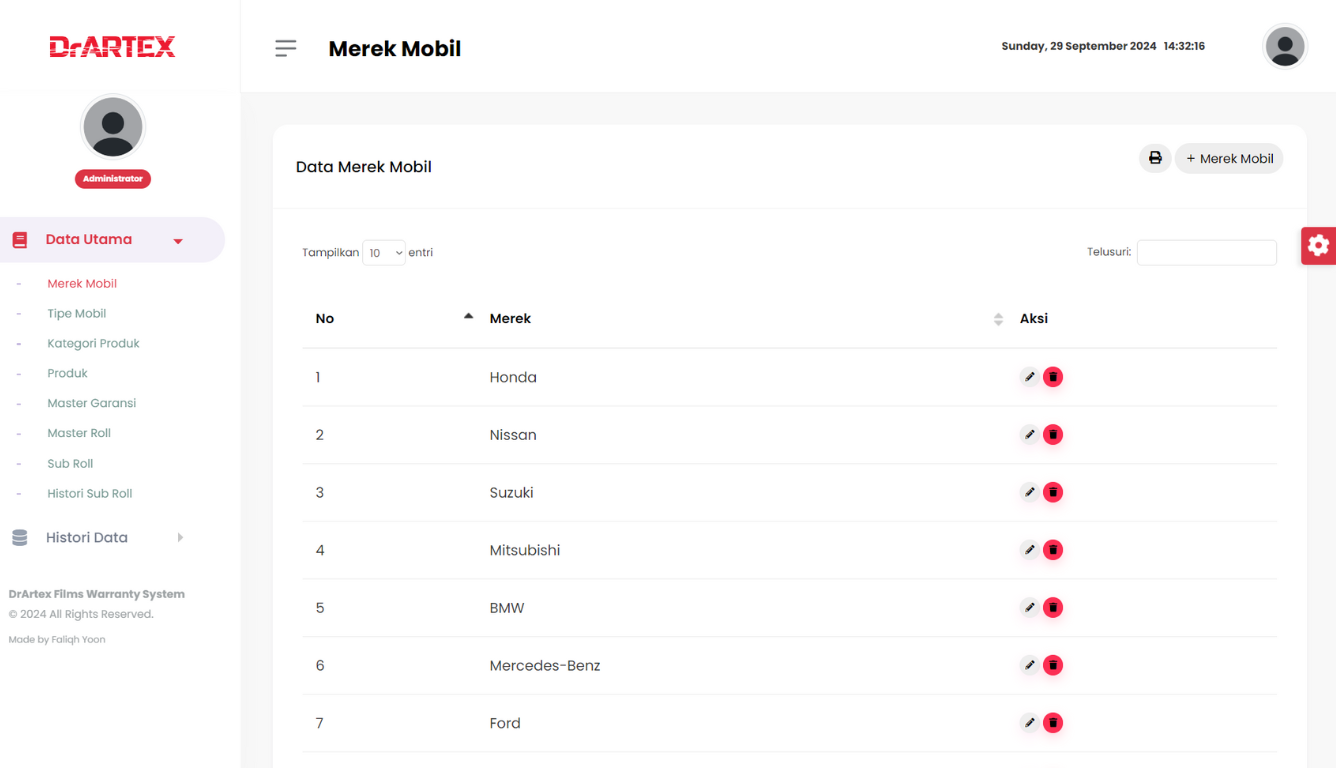 DrARTEX
Merek Mobil
Sunday, 29 September 2024 14:32:16
Administrator
Data Utama
- Merek Mobil
- Tipe Mobil
- Kategori Produk
- Produk
- Master Garansi
- Master Roll
- Sub Roll
- Histori Sub Roll
Histori Data
DrArtex Films Warranty System
© 2024 All Rights Reserved.
Made by Faliqh Yoon
Data Merek Mobil
+ Merek Mobil
Tampilkan 10 entri
Telusuri:
No Merek Aksi
1 Honda
2 Nissan
3 Suzuki
4 Mitsubishi
5 BMW
6 Mercedes-Benz
7 Ford